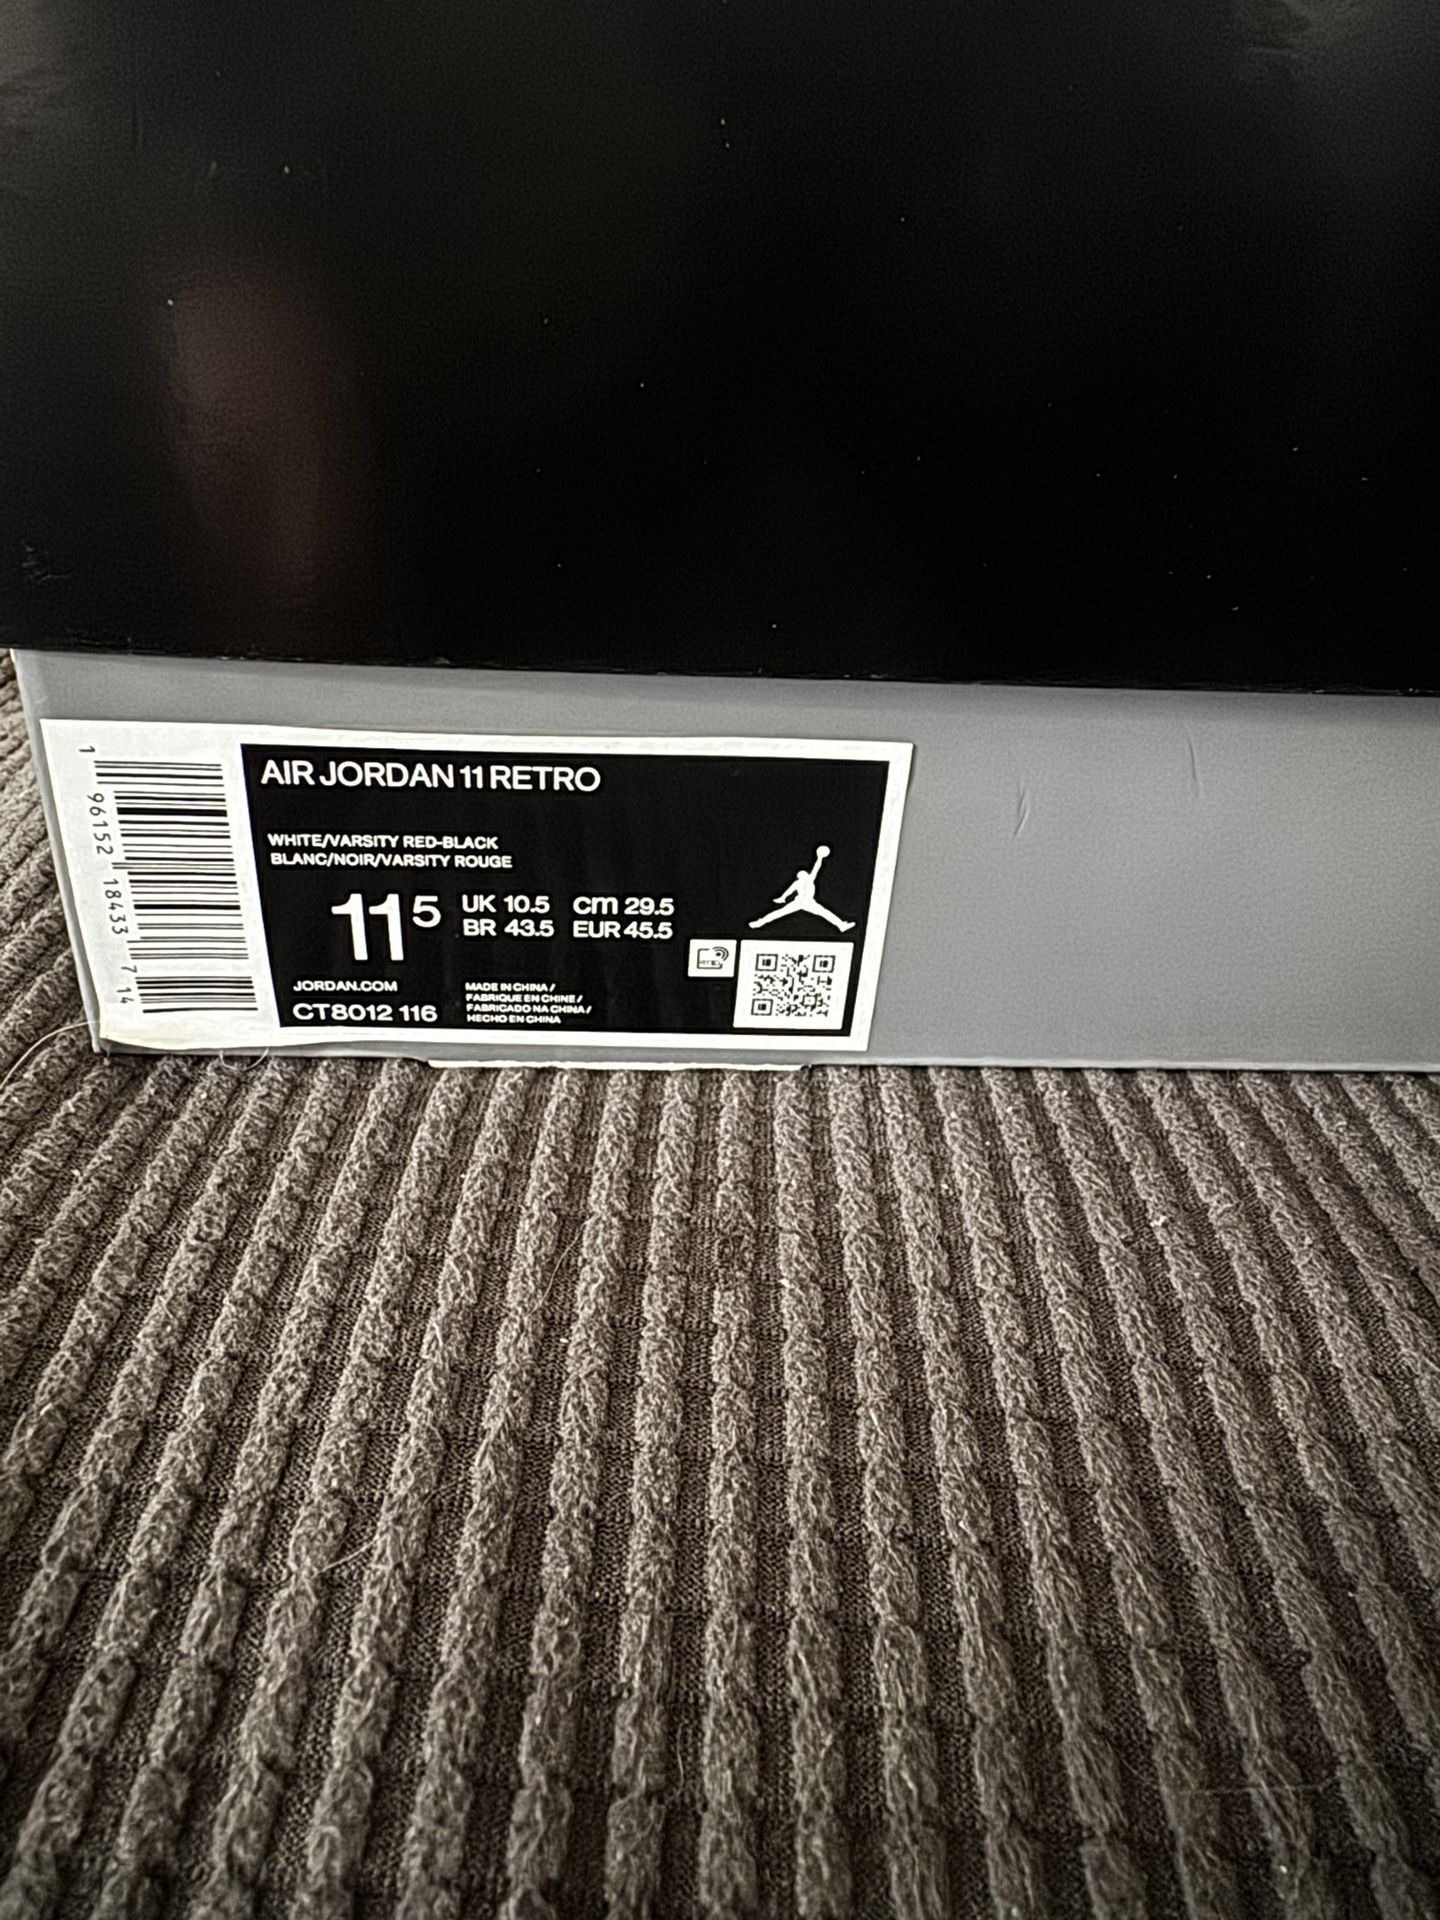 AIR JORDAN 11 RETRO
WHITE/VARSITY RED-BLACK
BLANC/NOIR/VARSITY ROUGE
11⁵
UK 10.5 cm 29.5
BR 43.5 EUR 45.5
JORDAN.COM
CT8012 116
MADE IN CHINA /
FABRIQUE EN CHINE /
FABRICADO NA CHINA /
HECHO EN CHINA
RFID
1 96152 18433 7 14